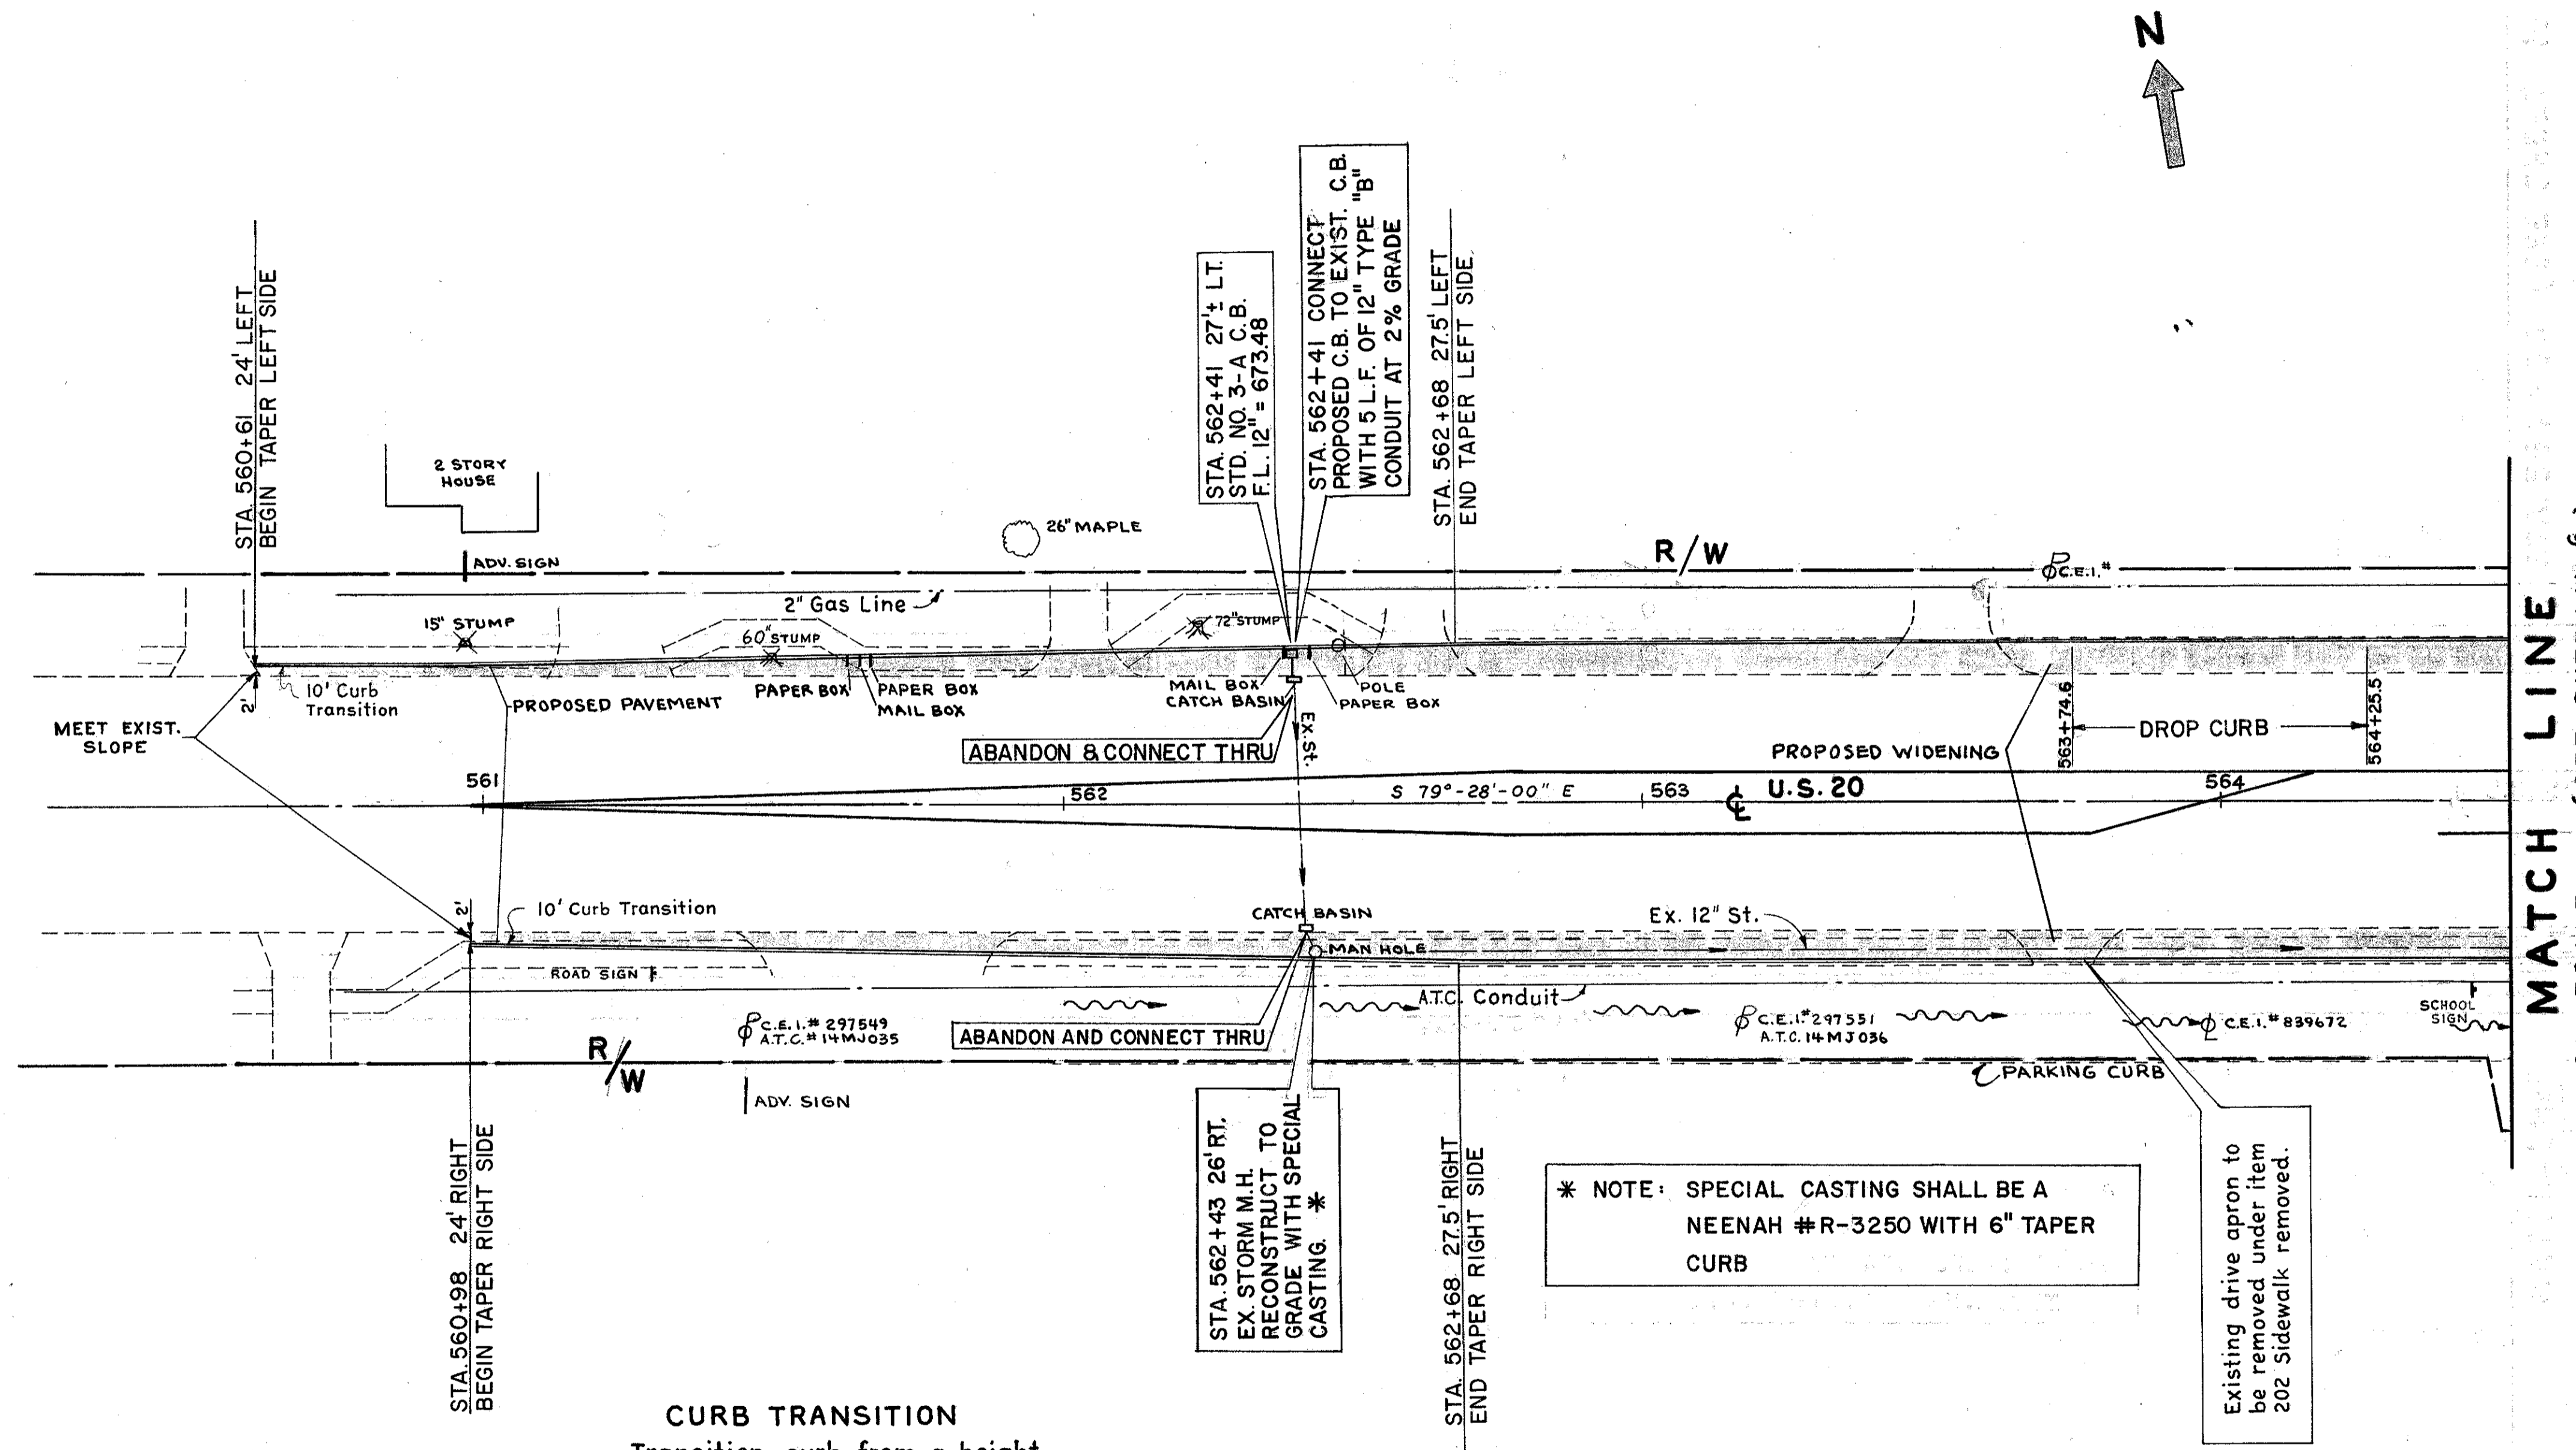 N
STA. 560+61 24' LEFT
BEGIN TAPER LEFT SIDE
2 STORY
HOUSE
ADV. SIGN
26" MAPLE
STA. 562+41 27'± LT.
STD. NO. 3-A C.B.
F.L. 12" = 673.48
STA. 562+41 CONNECT
PROPOSED C.B. TO EXIST. C.B.
WITH 5 L.F. OF 12" TYPE "B"
CONDUIT AT 2% GRADE
STA. 562+68 27.5' LEFT
END TAPER LEFT SIDE
R/W
C.E.I.#
2" Gas Line
15" STUMP
60" STUMP
72" STUMP
10' Curb
Transition
2'
MEET EXIST.
SLOPE
PROPOSED PAVEMENT
PAPER BOX
PAPER BOX
MAIL BOX
MAIL BOX
CATCH BASIN
POLE
PAPER BOX
Ex. St.
ABANDON & CONNECT THRU
PROPOSED WIDENING
563+74.6
DROP CURB
564+25.5
561
562
S 79°-28'-00" E
563
℄
U.S. 20
564
MATCH LINE
2'
10' Curb Transition
CATCH BASIN
MAN HOLE
Ex. 12" St.
ROAD SIGN
A.T.C. Conduit
C.E.I.# 297549
A.T.C.# 14MJ035
ABANDON AND CONNECT THRU
C.E.I.# 297551
A.T.C. 14MJ036
C.E.I.# 839672
SCHOOL
SIGN
R/W
ADV. SIGN
PARKING CURB
STA. 560+98 24' RIGHT
BEGIN TAPER RIGHT SIDE
STA. 562+43 26' RT.
EX. STORM M.H.
RECONSTRUCT TO
GRADE WITH SPECIAL
CASTING. *
STA. 562+68 27.5' RIGHT
END TAPER RIGHT SIDE
* NOTE: SPECIAL CASTING SHALL BE A
NEENAH #R-3250 WITH 6" TAPER
CURB
Existing drive apron to
be removed under item
202 Sidewalk removed.
CURB TRANSITION
Transition curb from a height